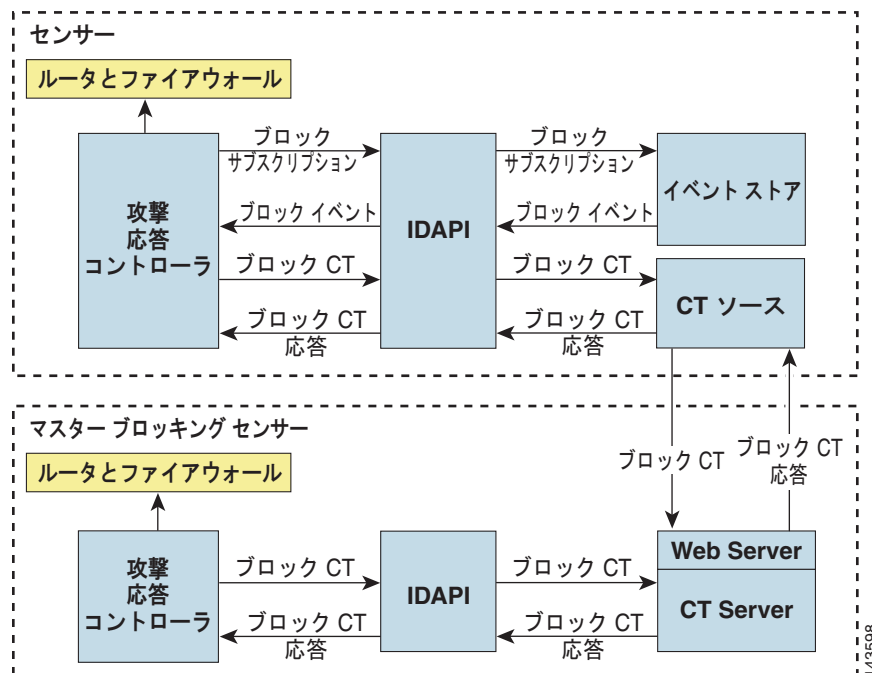 センサー
ルータとファイアウォール
ブロック
サブスクリプション
ブロック
サブスクリプション
攻撃
応答
コントローラ
ブロック イベント
IDAPI
ブロック イベント
イベント ストア
ブロック CT
ブロック CT
CT ソース
ブロック CT
応答
ブロック CT
応答
マスター ブロッキング センサー
ブロック CT
ブロック CT
応答
ルータとファイアウォール
攻撃
応答
コントローラ
ブロック CT
IDAPI
ブロック CT
Web Server
CT Server
ブロック CT
応答
ブロック CT
応答
143598